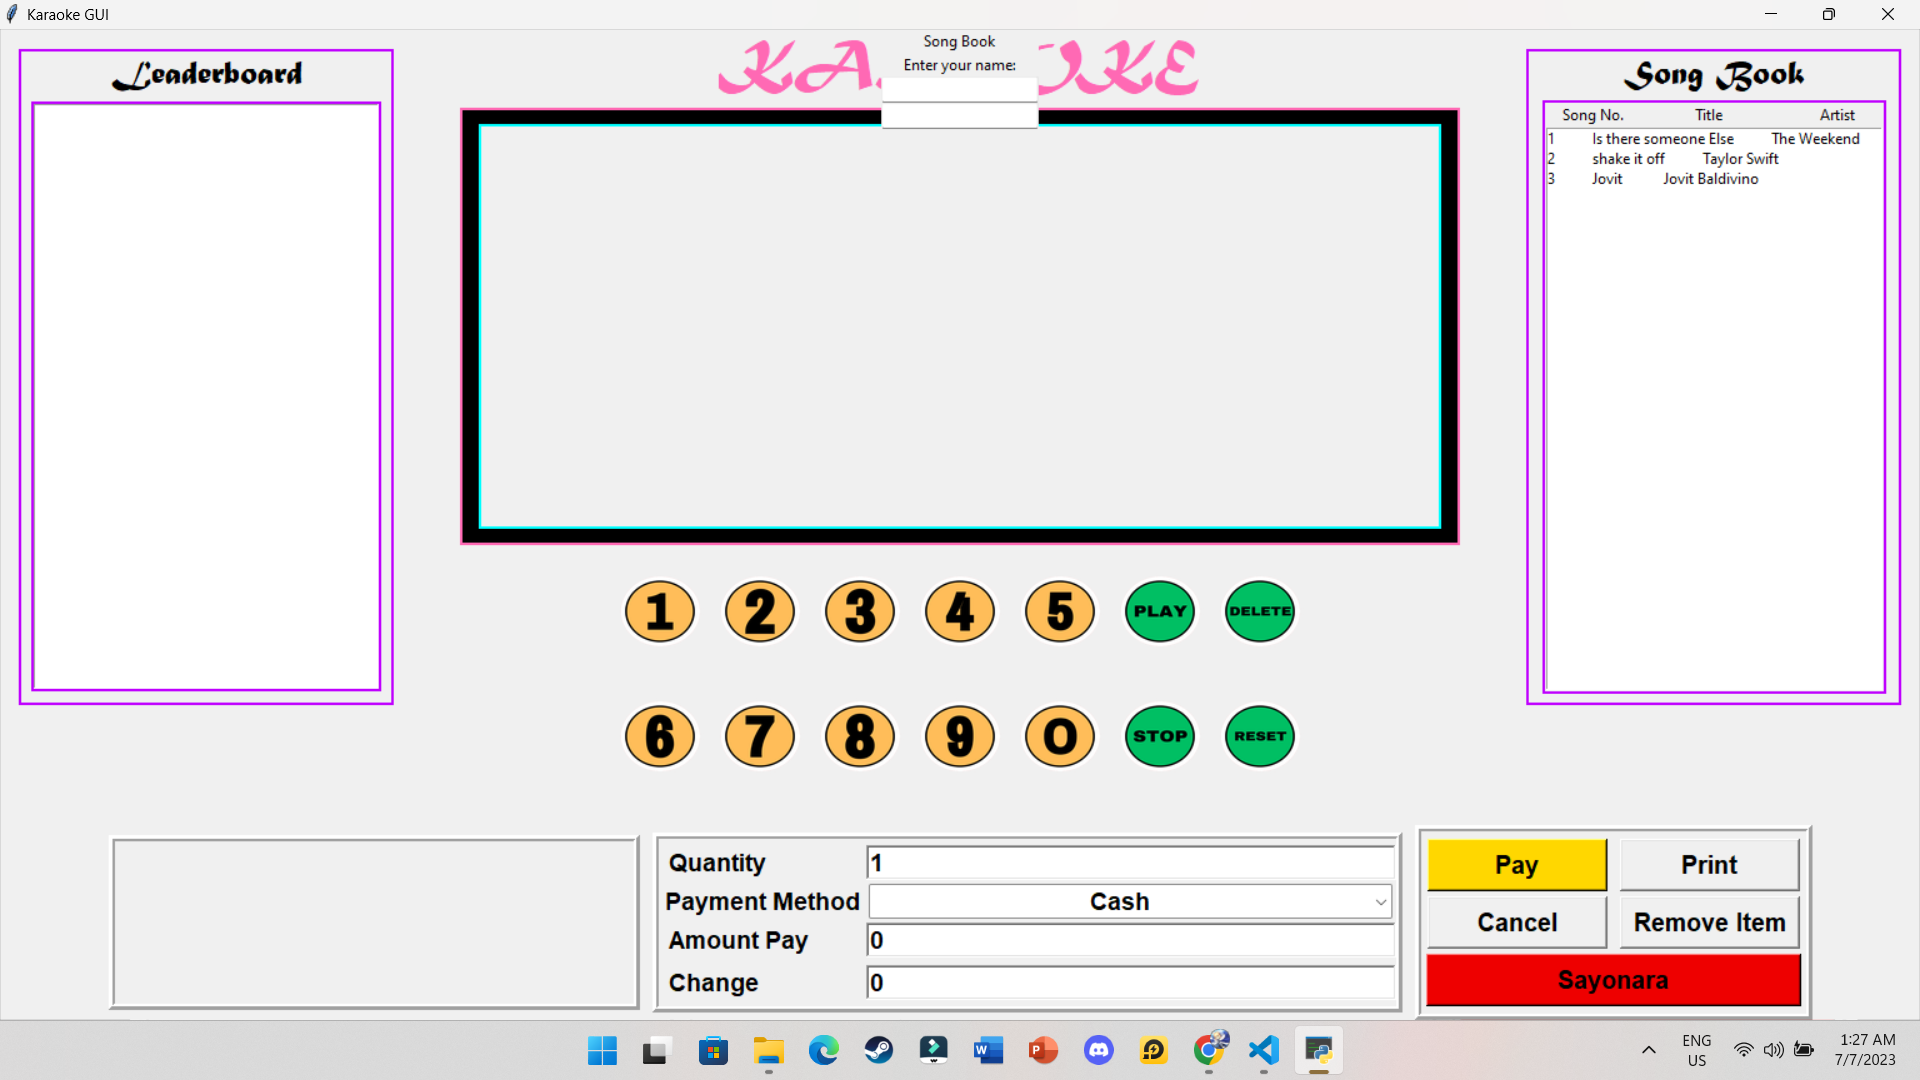 Karaoke GUI
Leaderboard
KA
KE
Song Book
Enter your name:
Song Book
Song No. Title Artist
1 Is there someone Else The Weekend
2 shake it off Taylor Swift
3 Jovit Jovit Baldivino
1 2 3 4 5 PLAY DELETE
6 7 8 9 0 STOP RESET
Quantity 1
Payment Method Cash
Amount Pay 0
Change 0
Pay Print
Cancel Remove Item
Sayonara
ENG
US
1:27 AM
7/7/2023